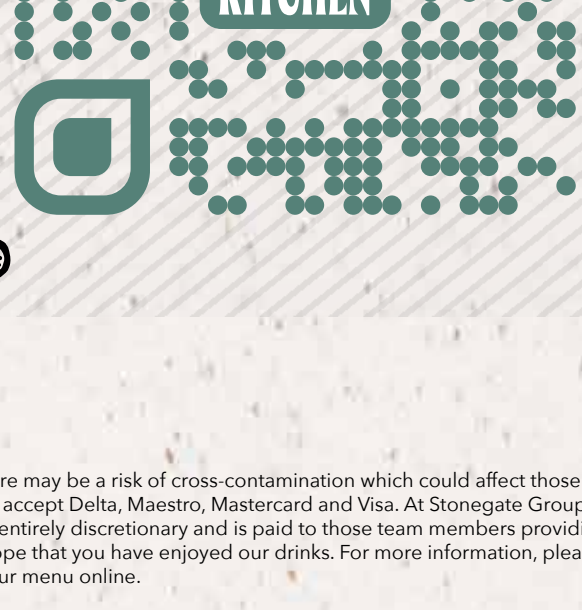 KITCHEN
re may be a risk of cross-contamination which could affect those
accept Delta, Maestro, Mastercard and Visa. At Stonegate Group
entirely discretionary and is paid to those team members providi
ope that you have enjoyed our drinks. For more information, plea
ur menu online.